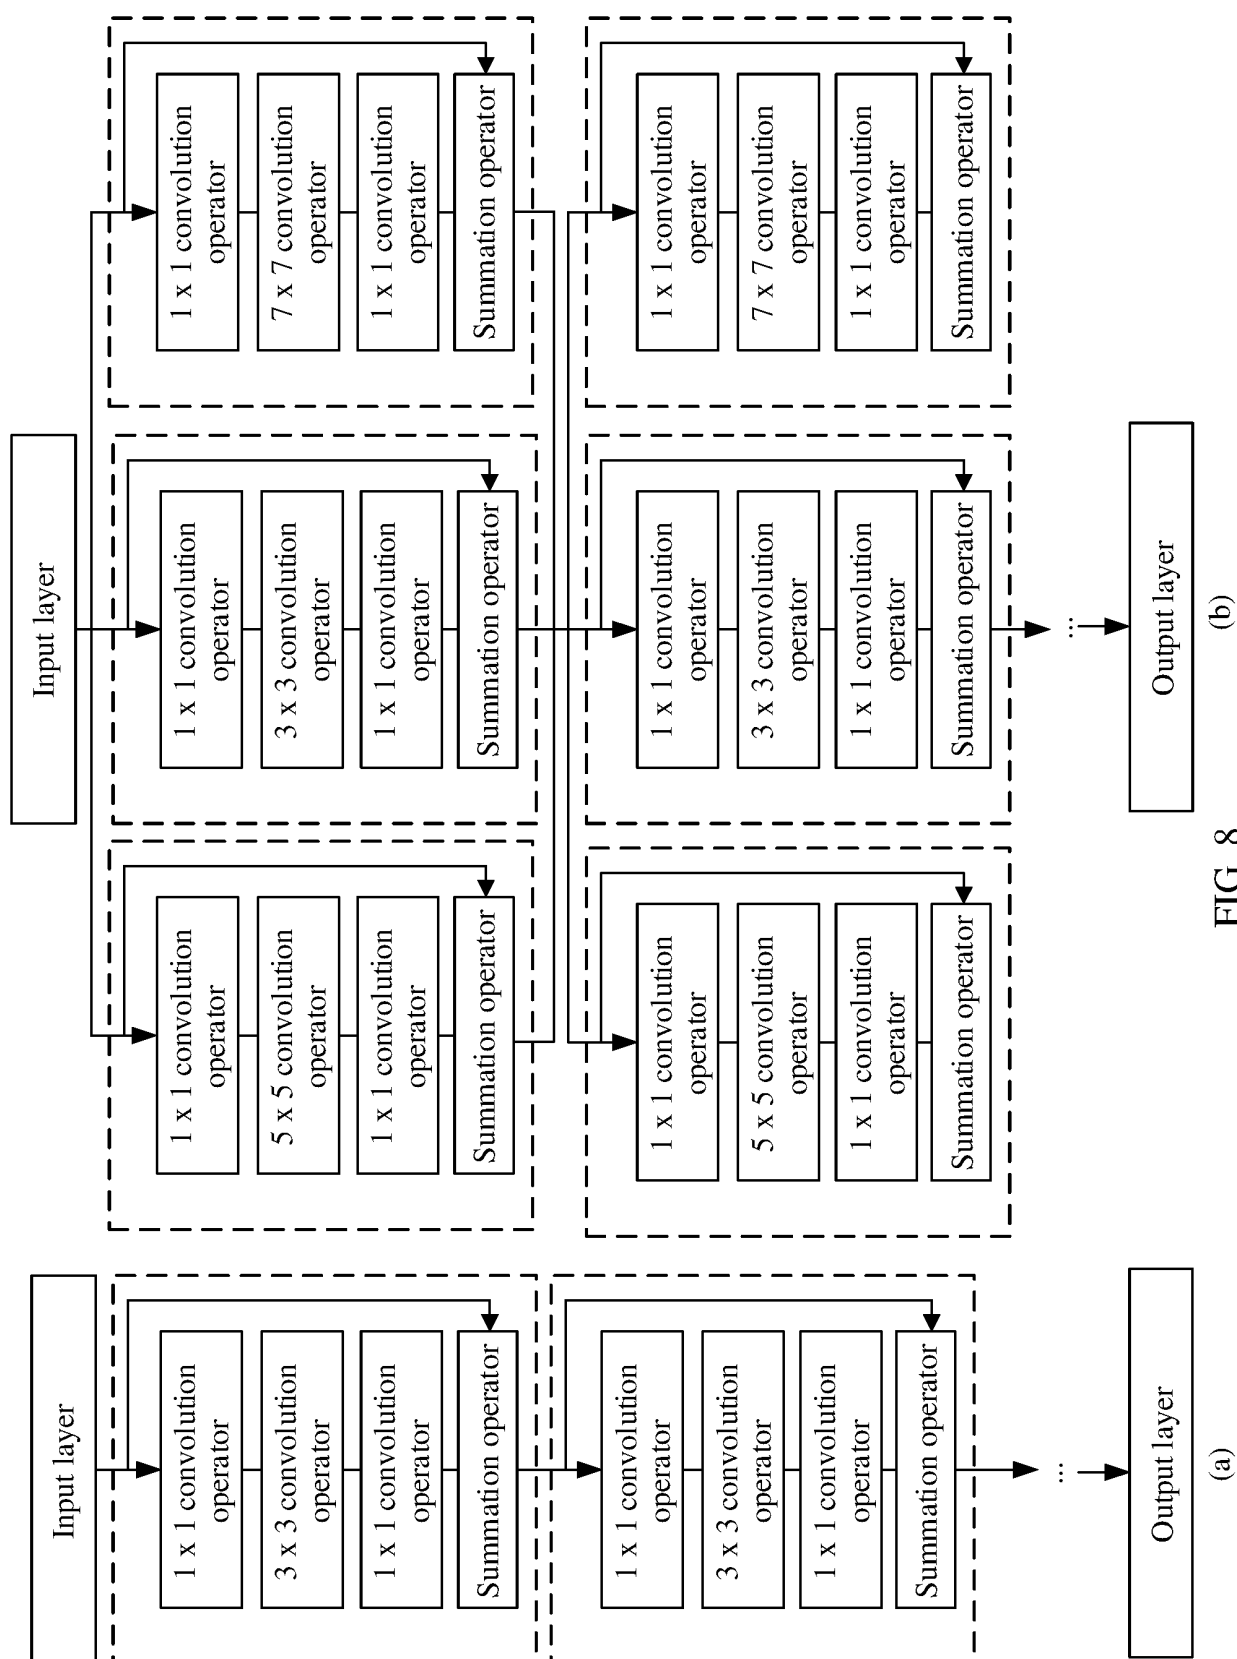 Input layer
1 x 1 convolution
operator
3 x 3 convolution
operator
1 x 1 convolution
operator
Summation operator
1 x 1 convolution
operator
3 x 3 convolution
operator
1 x 1 convolution
operator
Summation operator
...
Output layer
(a)
Input layer
1 x 1 convolution
operator
5 x 5 convolution
operator
1 x 1 convolution
operator
Summation operator
1 x 1 convolution
operator
3 x 3 convolution
operator
1 x 1 convolution
operator
Summation operator
1 x 1 convolution
operator
7 x 7 convolution
operator
1 x 1 convolution
operator
Summation operator
1 x 1 convolution
operator
5 x 5 convolution
operator
1 x 1 convolution
operator
Summation operator
1 x 1 convolution
operator
3 x 3 convolution
operator
1 x 1 convolution
operator
Summation operator
1 x 1 convolution
operator
7 x 7 convolution
operator
1 x 1 convolution
operator
Summation operator
...
Output layer
(b)
FIG. 8